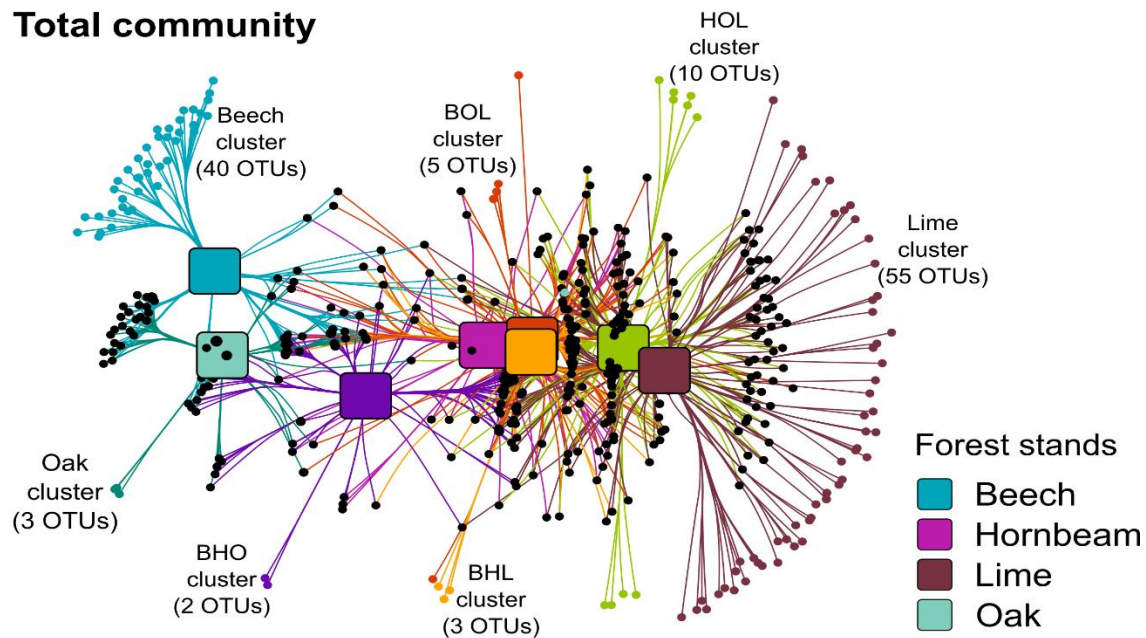 Total community
HOL
cluster
(10 OTUs)
Beech
cluster
(40 OTUs)
BOL
cluster
(5 OTUs)
Lime
cluster
(55 OTUs)
Oak
cluster
(3 OTUs)
BHO
cluster
(2 OTUs)
BHL
cluster
(3 OTUs)
Forest stands
Beech
Hornbeam
Lime
Oak